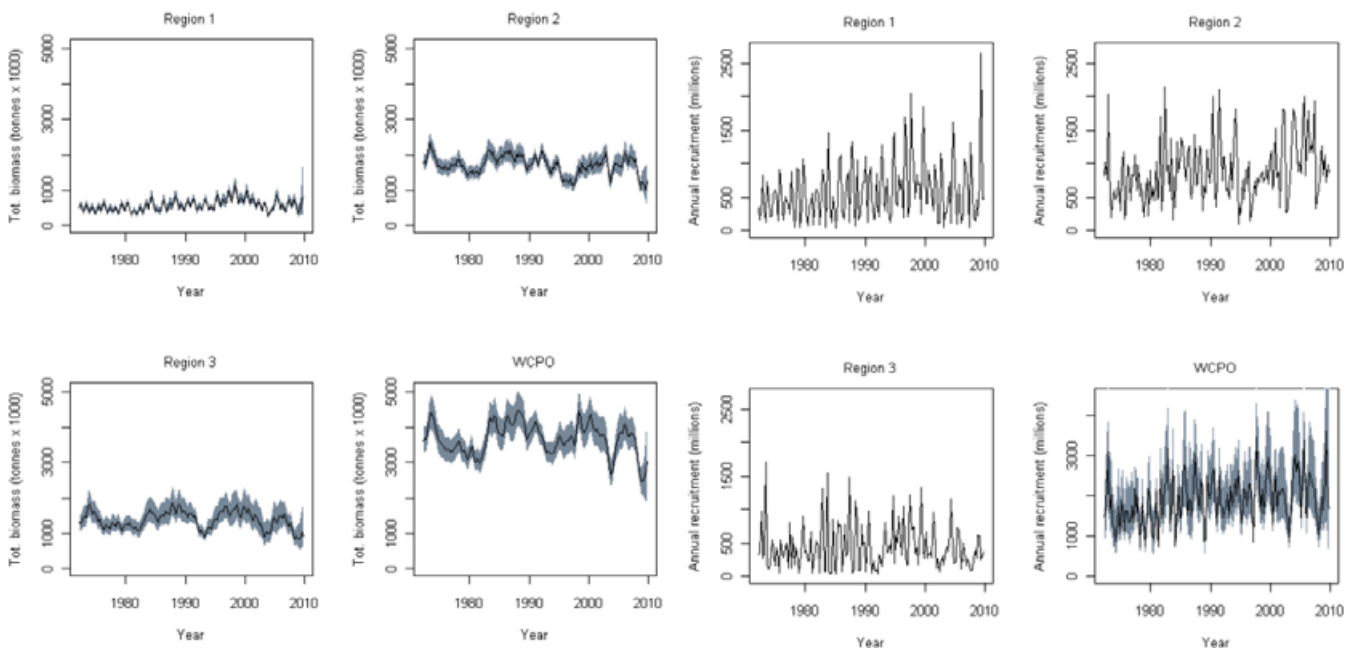 Region 1
Tot. biomass (tonnes x 1000)
5000
3000
1000
0
1980 1990 2000 2010
Year
Region 2
Tot. biomass (tonnes x 1000)
5000
3000
1000
0
1980 1990 2000 2010
Year
Region 1
Annual recruitment (millions)
2500
1500
500
0
1980 1990 2000 2010
Year
Region 2
Annual recruitment (millions)
2500
1500
500
0
1980 1990 2000 2010
Year
Region 3
Tot. biomass (tonnes x 1000)
5000
3000
1000
0
1980 1990 2000 2010
Year
WCPO
Tot. biomass (tonnes x 1000)
5000
3000
1000
0
1980 1990 2000 2010
Year
Region 3
Annual recruitment (millions)
2500
1500
500
0
1980 1990 2000 2010
Year
WCPO
Annual recruitment (millions)
3000
1000
0
1980 1990 2000 2010
Year